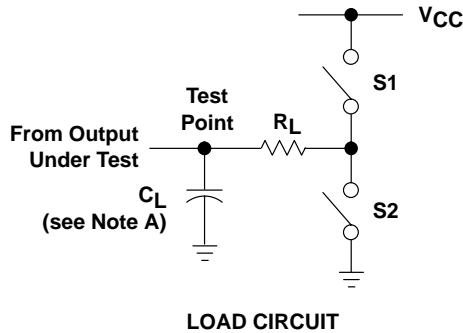 VCC
S1
Test
Point
RL
From Output
Under Test
CL
(see Note A)
S2
LOAD CIRCUIT